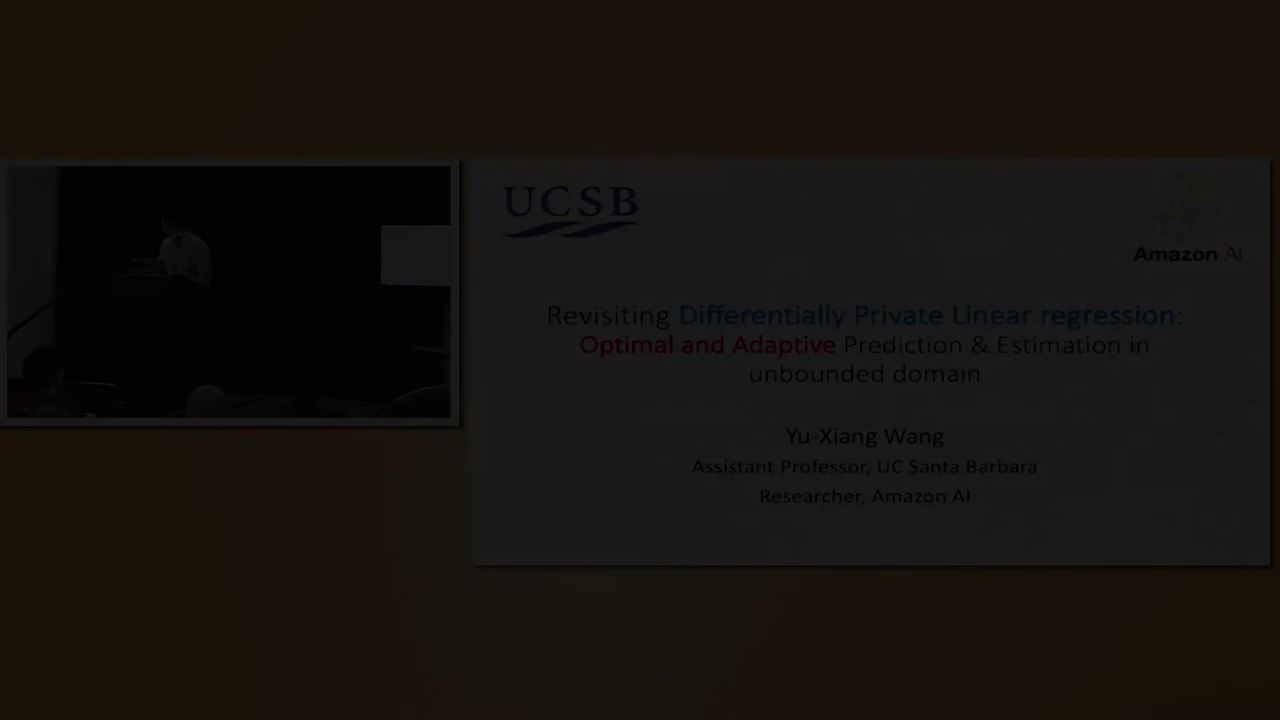 UCSB
Amazon AI
Revisiting Differentially Private Linear regression:
Optimal and Adaptive Prediction & Estimation in
unbounded domain
Yu-Xiang Wang
Assistant Professor, UC Santa Barbara
Researcher, Amazon AI